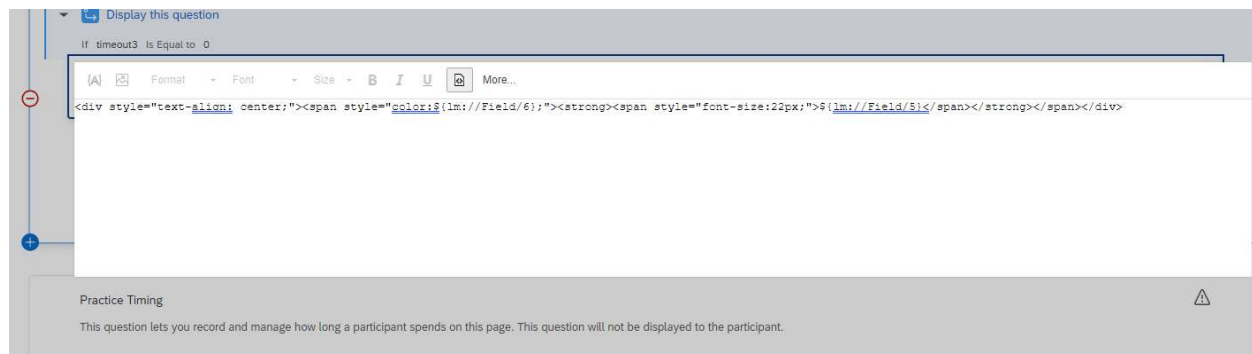 Display this question
If timeout3 Is Equal to 0
{A} Format Font Size B I U More...
<div style="text-align: center;"><span style="color:${lm://Field/6};"><strong><span style="font-size:22px;">${lm://Field/5}</span></strong></span></div>
Practice Timing
This question lets you record and manage how long a participant spends on this page. This question will not be displayed to the participant.